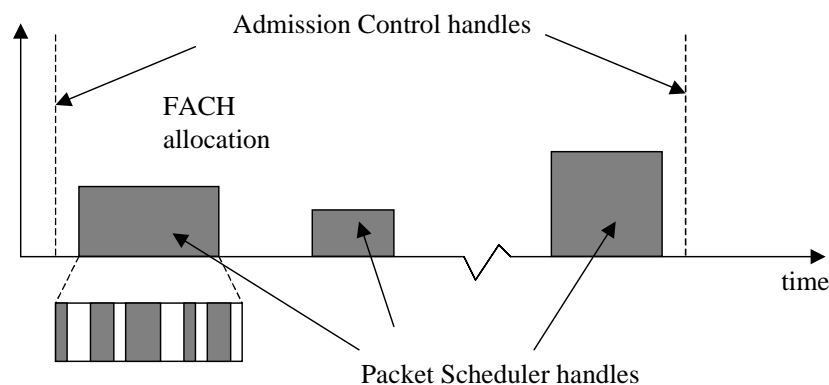 Admission Control handles
FACH
allocation
time
Packet Scheduler handles